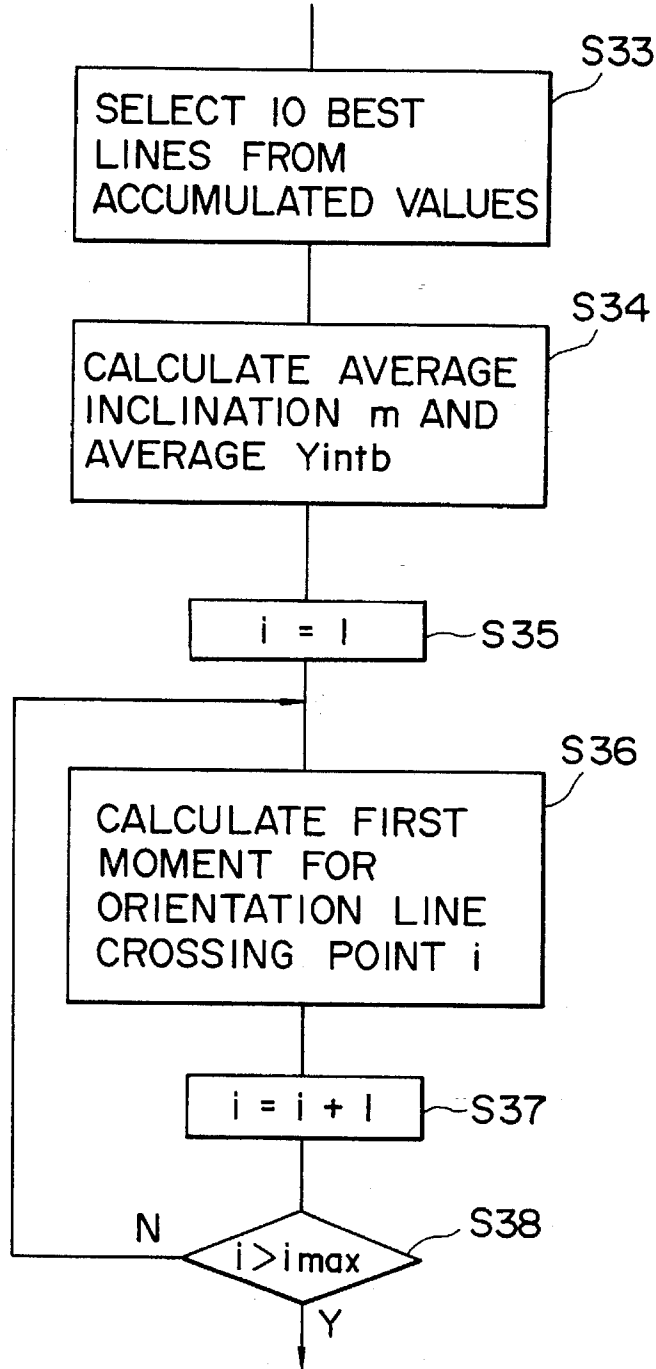 S33
SELECT 10 BEST
LINES FROM
ACCUMULATED VALUES
S34
CALCULATE AVERAGE
INCLINATION m AND
AVERAGE Yintb
i = 1
S35
S36
CALCULATE FIRST
MOMENT FOR
ORIENTATION LINE
CROSSING POINT i
i = i + 1
S37
N
S38
i > imax
Y